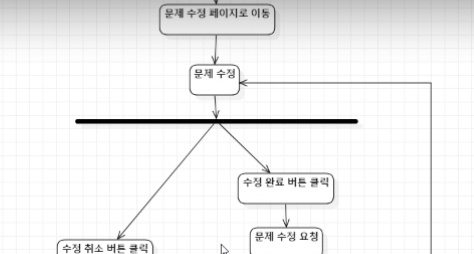 문제 수정 페이지로 이동
문제 수정
수정 완료 버튼 클릭
문제 수정 요청
수정 취소 버튼 클릭